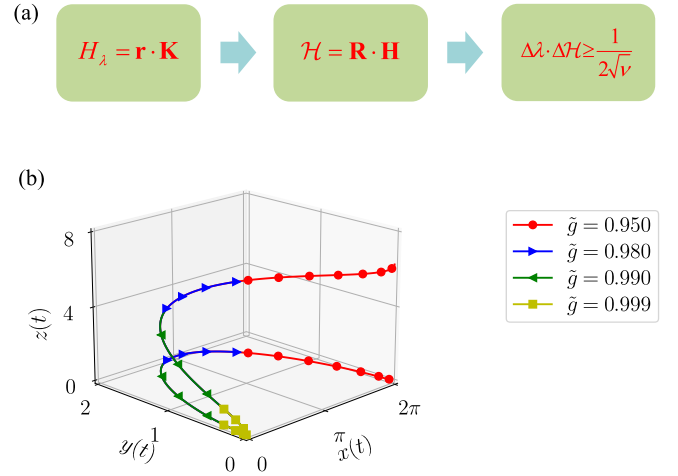 (a)
H_λ = r · K
𝓗 = R · H
Δλ·Δ𝓗≥ 1/(2√ν)
(b)
8
4
0
z(t)
2
1
0
y(t)
0
π
2π
x(t)
g̃ = 0.950
g̃ = 0.980
g̃ = 0.990
g̃ = 0.999